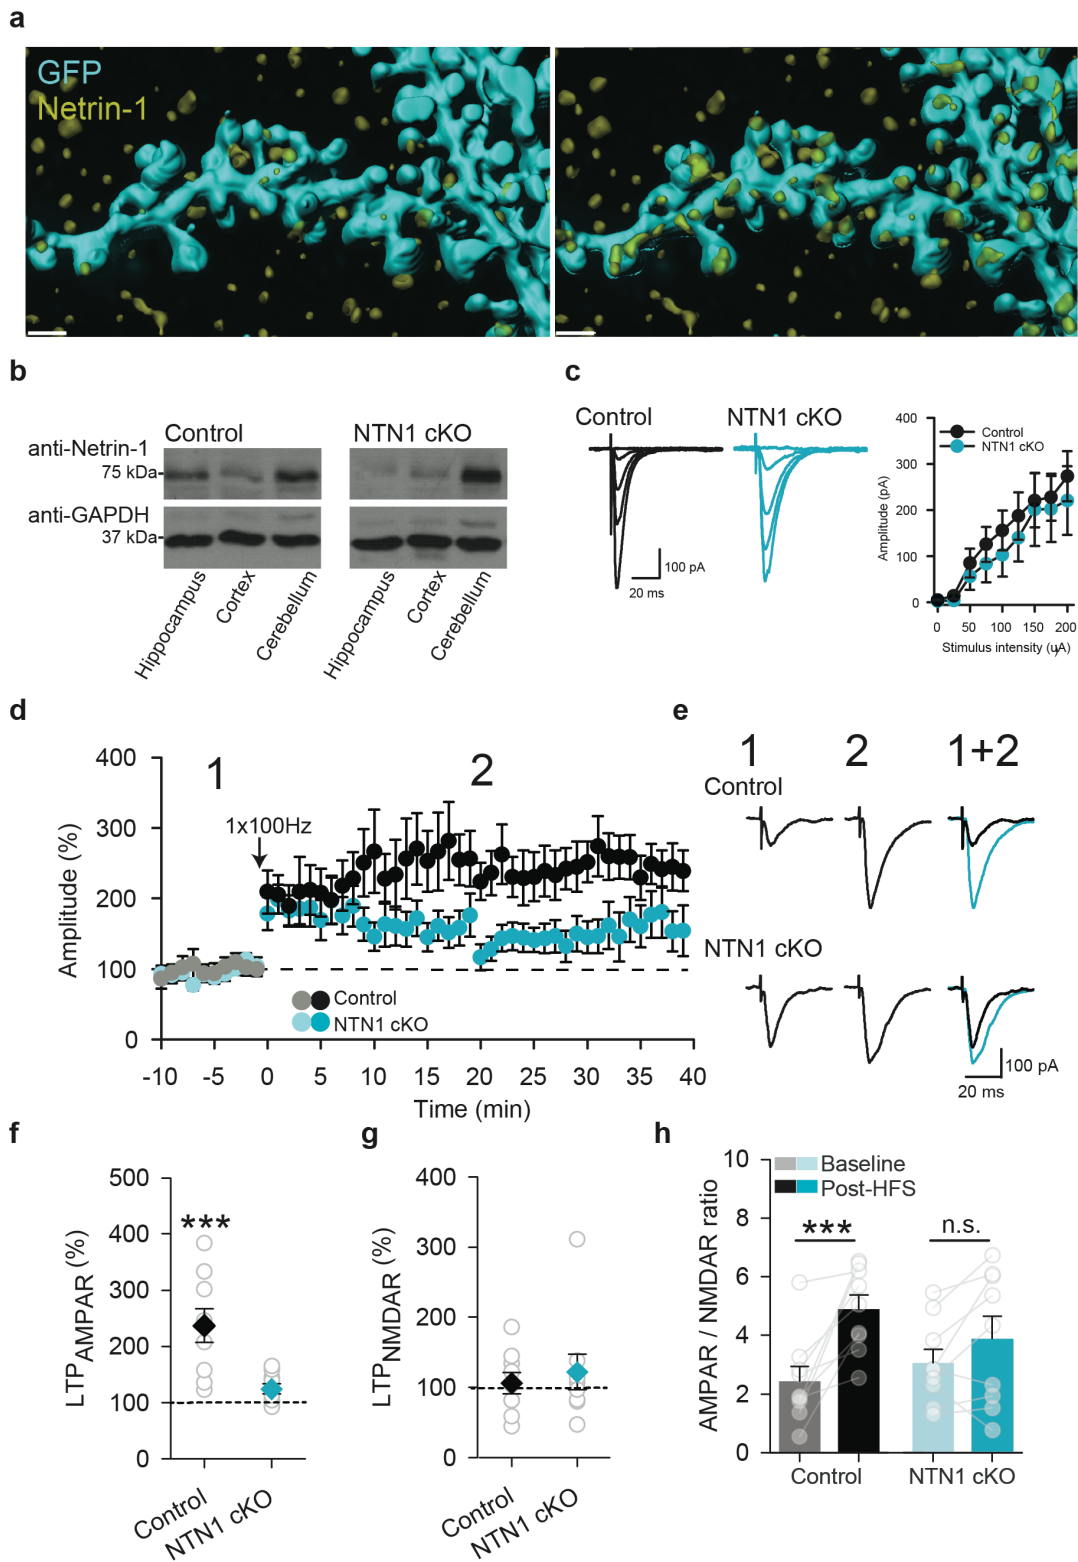 a
GFP
Netrin-1
b
Control
NTN1 cKO
anti-Netrin-1
75 kDa
anti-GAPDH
37 kDa
Hippocampus
Cortex
Cerebellum
Hippocampus
Cortex
Cerebellum
c
Control
NTN1 cKO
100 pA
20 ms
400
300
200
100
0
Amplitude (pA)
Control
NTN1 cKO
0
50
100
150
200
Stimulus intensity (uA)
d
400
300
200
100
0
Amplitude (%)
1
2
1x100Hz
Control
NTN1 cKO
-10
-5
0
5
10
15
20
25
30
35
40
Time (min)
e
1
2
1+2
Control
NTN1 cKO
100 pA
20 ms
f
500
400
300
200
100
0
LTPAMPAR (%)
***
Control
NTN1 cKO
g
400
300
200
100
0
LTPNMDAR (%)
Control
NTN1 cKO
h
10
8
6
4
2
0
AMPAR / NMDAR ratio
Baseline
Post-HFS
***
n.s.
Control
NTN1 cKO